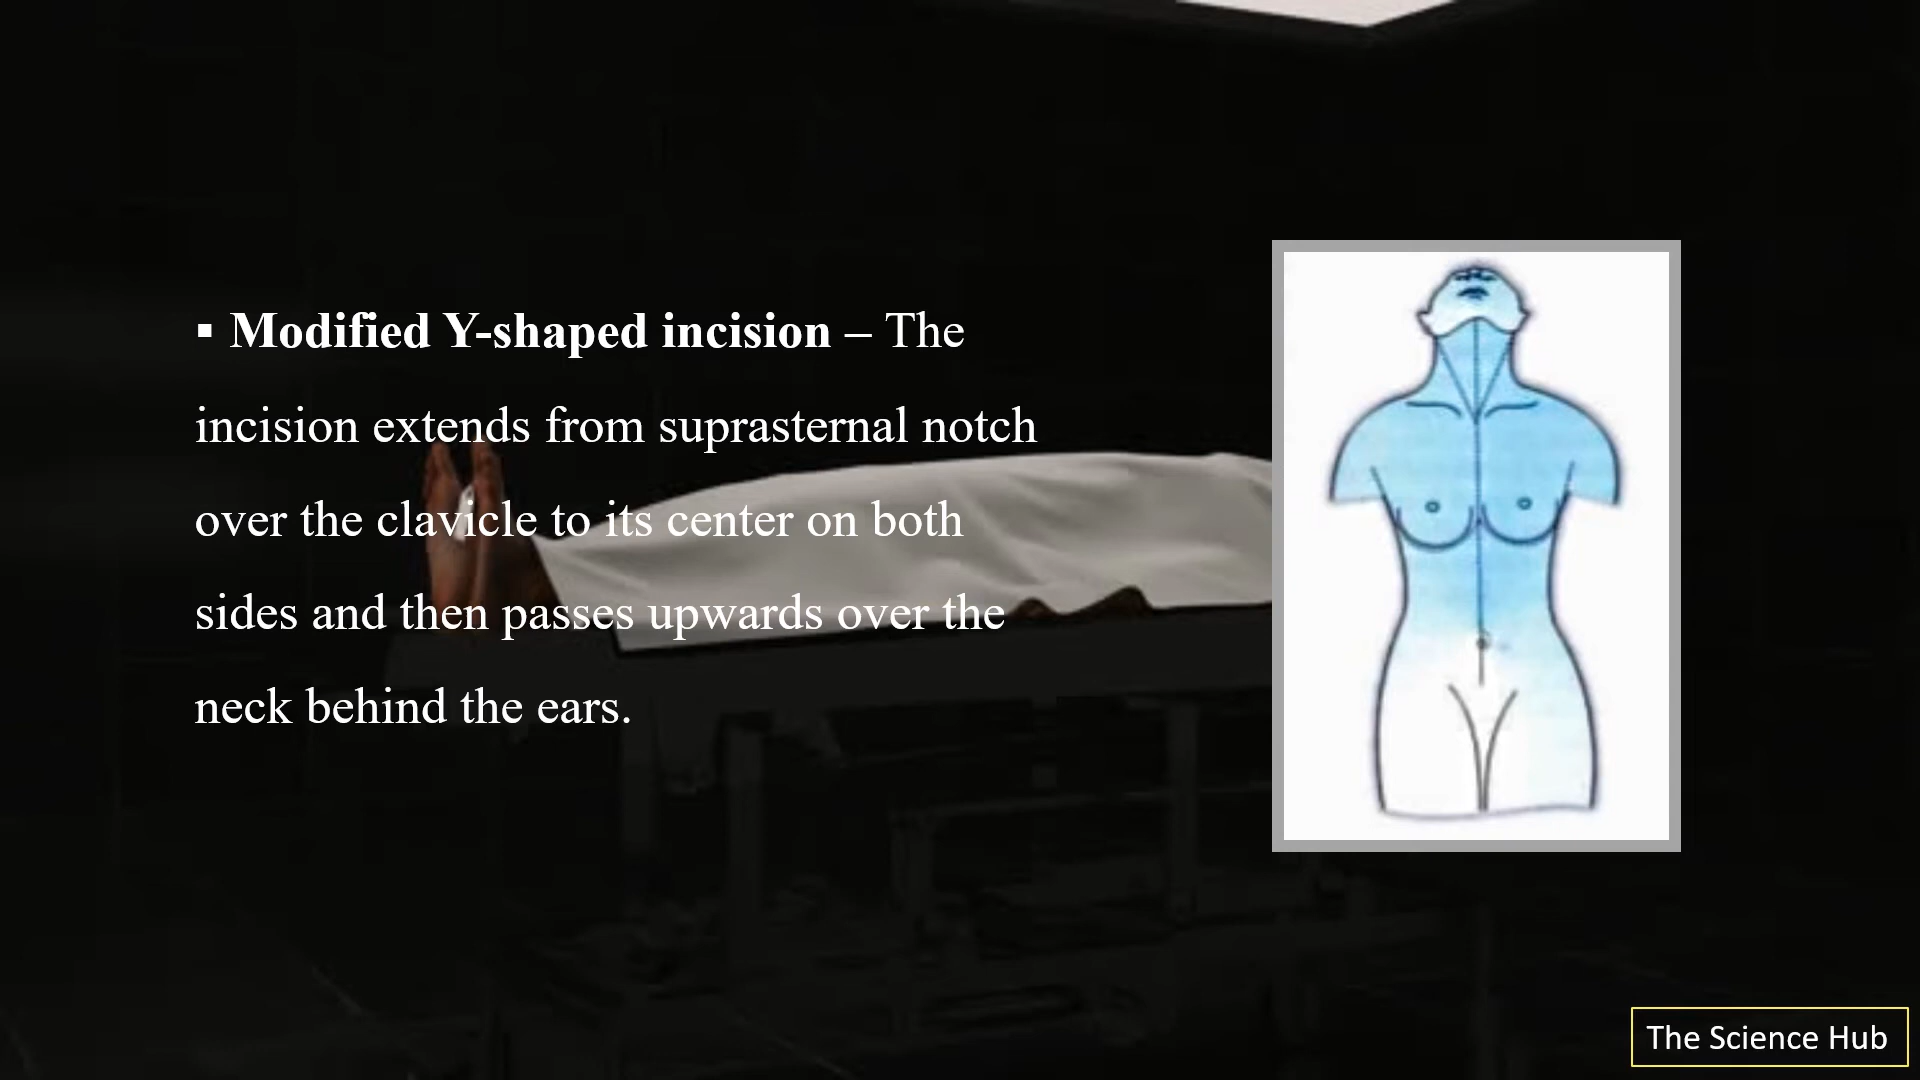 ▪ Modified Y-shaped incision – The
incision extends from suprasternal notch
over the clavicle to its center on both
sides and then passes upwards over the
neck behind the ears.
The Science Hub